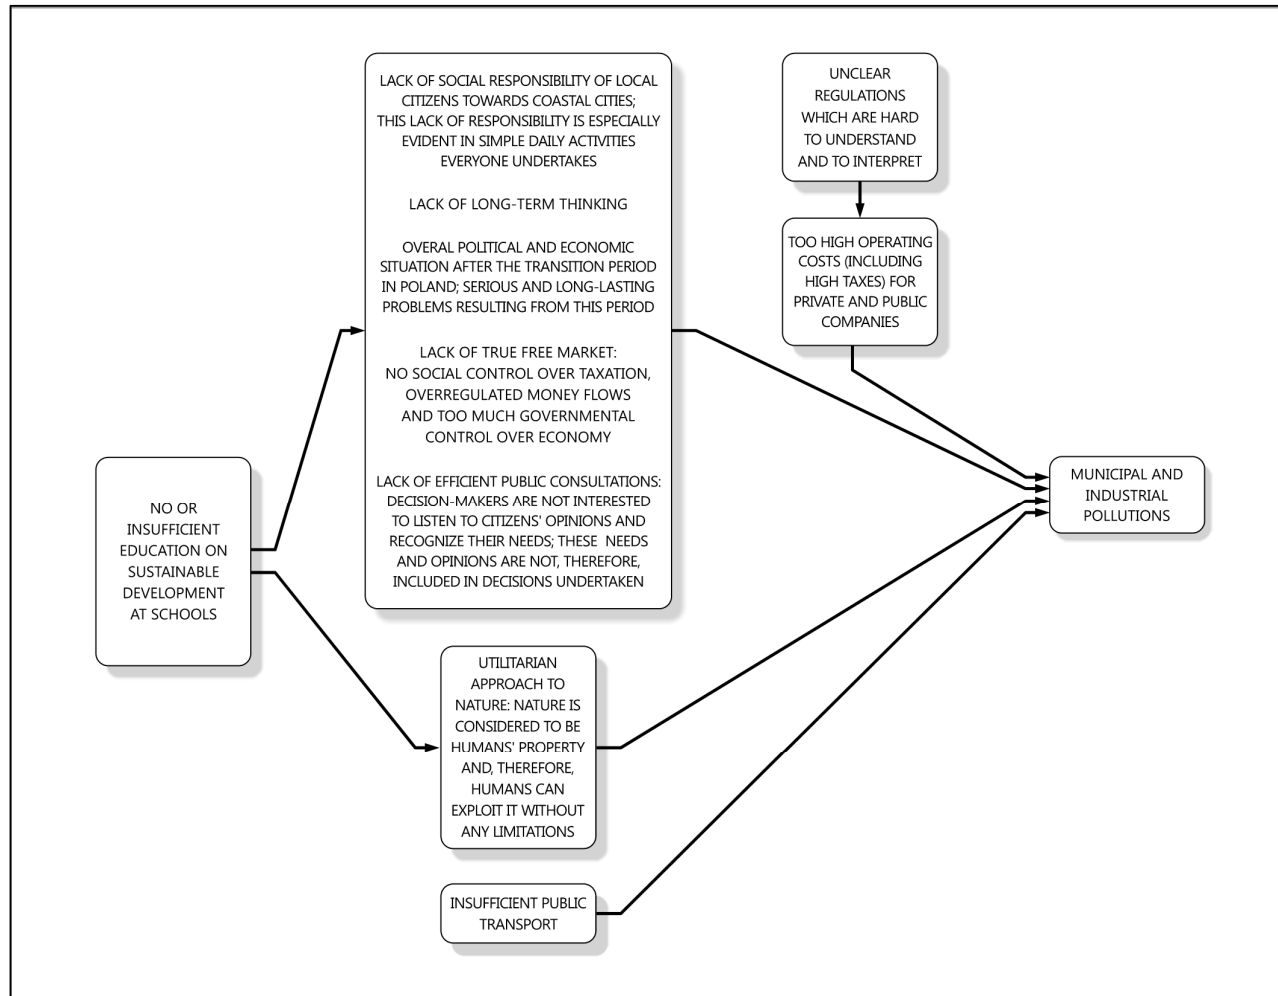 NO OR
INSUFFICIENT
EDUCATION ON
SUSTAINABLE
DEVELOPMENT
AT SCHOOLS
LACK OF SOCIAL RESPONSIBILITY OF LOCAL
CITIZENS TOWARDS COASTAL CITIES;
THIS LACK OF RESPONSIBILITY IS ESPECIALLY
EVIDENT IN SIMPLE DAILY ACTIVITIES
EVERYONE UNDERTAKES
LACK OF LONG-TERM THINKING
OVERAL POLITICAL AND ECONOMIC
SITUATION AFTER THE TRANSITION PERIOD
IN POLAND; SERIOUS AND LONG-LASTING
PROBLEMS RESULTING FROM THIS PERIOD
LACK OF TRUE FREE MARKET:
NO SOCIAL CONTROL OVER TAXATION,
OVERREGULATED MONEY FLOWS
AND TOO MUCH GOVERNMENTAL
CONTROL OVER ECONOMY
LACK OF EFFICIENT PUBLIC CONSULTATIONS:
DECISION-MAKERS ARE NOT INTERESTED
TO LISTEN TO CITIZENS' OPINIONS AND
RECOGNIZE THEIR NEEDS; THESE NEEDS
AND OPINIONS ARE NOT, THEREFORE,
INCLUDED IN DECISIONS UNDERTAKEN
UTILITARIAN
APPROACH TO
NATURE: NATURE IS
CONSIDERED TO BE
HUMANS' PROPERTY
AND, THEREFORE,
HUMANS CAN
EXPLOIT IT WITHOUT
ANY LIMITATIONS
INSUFFICIENT PUBLIC
TRANSPORT
UNCLEAR
REGULATIONS
WHICH ARE HARD
TO UNDERSTAND
AND TO INTERPRET
TOO HIGH OPERATING
COSTS (INCLUDING
HIGH TAXES) FOR
PRIVATE AND PUBLIC
COMPANIES
MUNICIPAL AND
INDUSTRIAL
POLLUTIONS